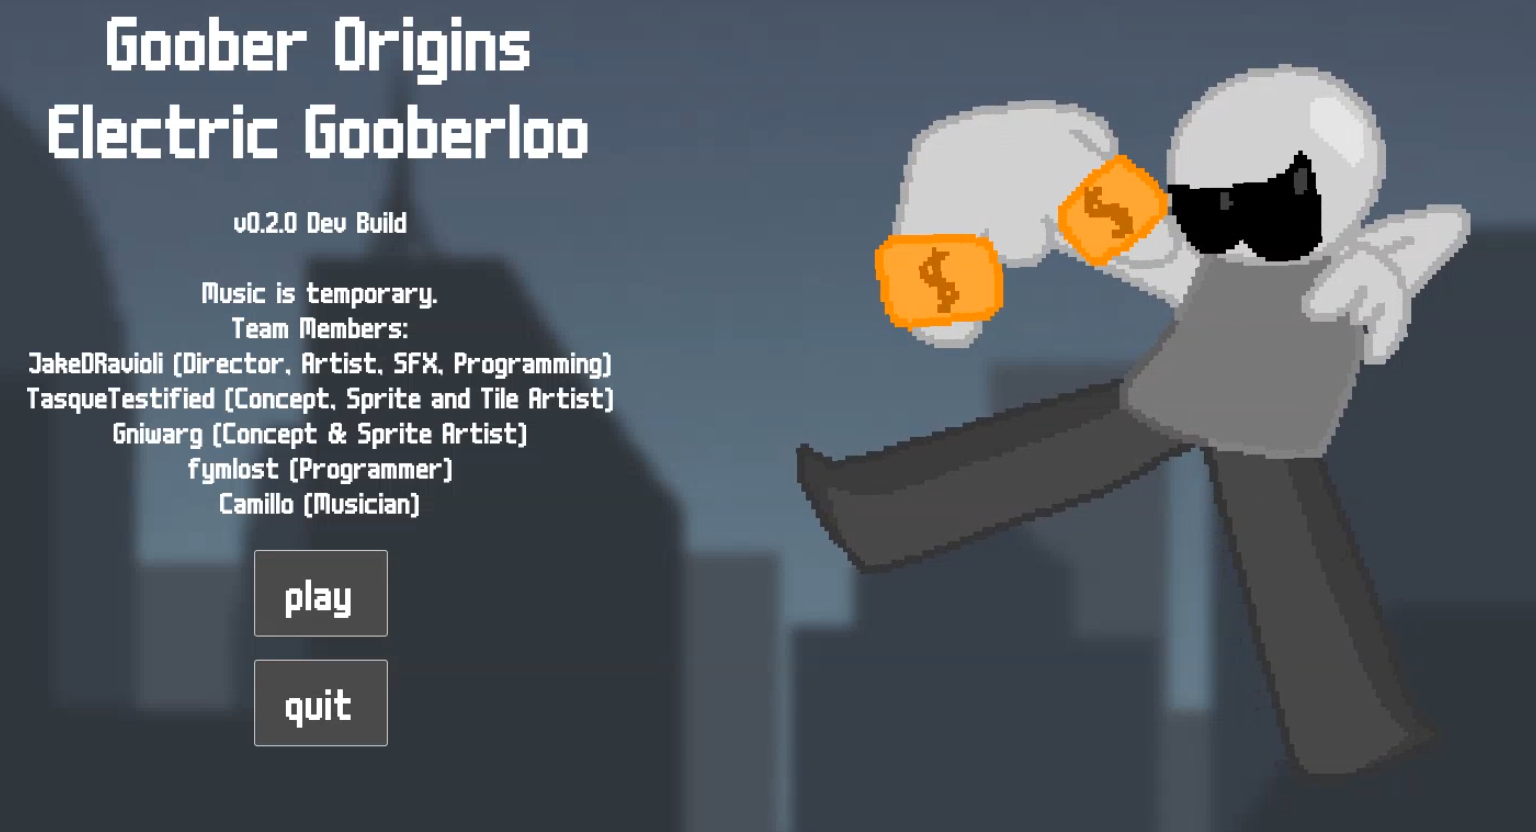 Goober Origins
Electric Gooberloo
v0.2.0 Dev Build
Music is temporary.
Team Members:
JakeDRavioli (Director, Artist, SFX, Programming)
TasqueTestified (Concept, Sprite and Tile Artist)
Gniwarg (Concept & Sprite Artist)
fymlost (Programmer)
Camillo (Musician)
play
quit
$
$